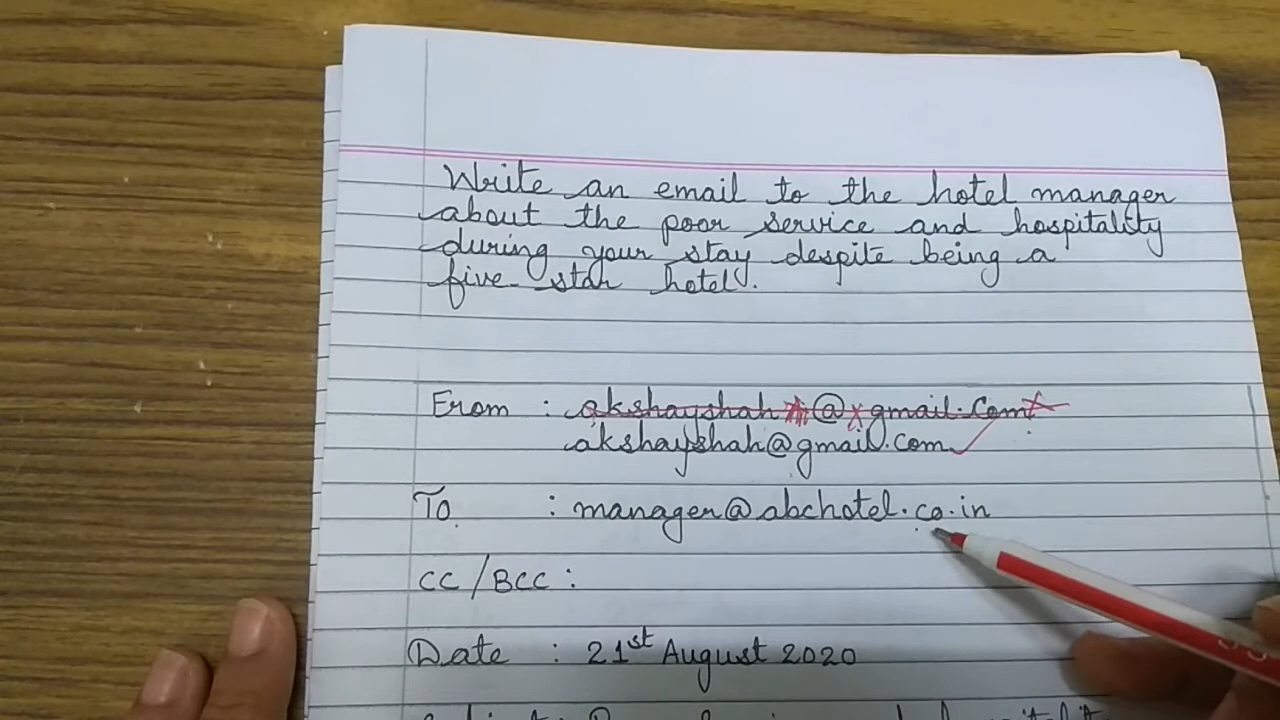 Write an email to the hotel manager
about the poor service and hospitality
during your stay despite being a
five-star hotel.
From : akshayshah @ gmail.com
akshayshah@gmail.com
To : manager@abchotel.co.in
CC/BCC :
Date : 21st August 2020